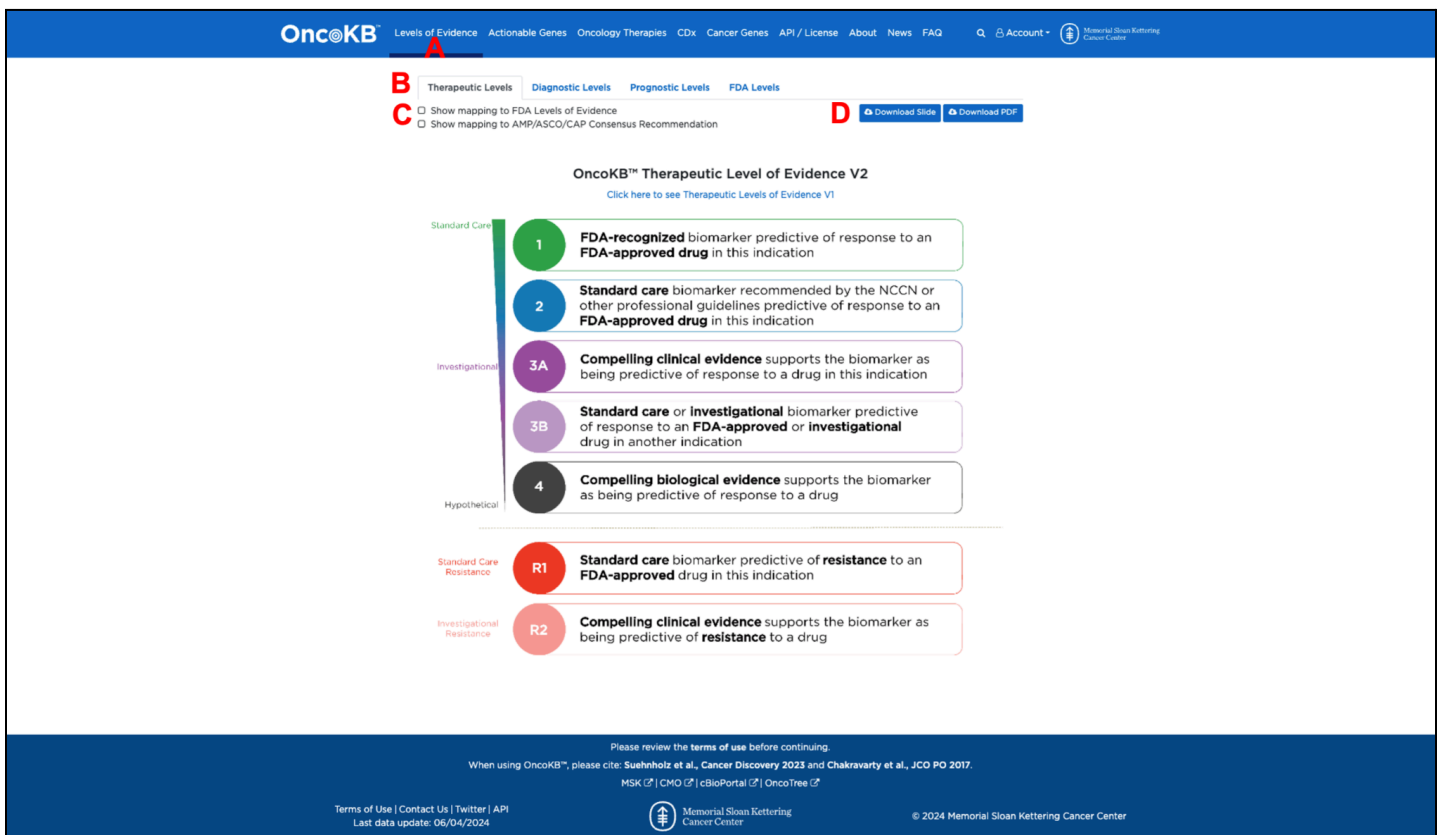 OncoKB™ Levels of Evidence Actionable Genes Oncology Therapies CDx Cancer Genes API / License About News FAQ Account Memorial Sloan Kettering
Cancer Center
A
B Therapeutic Levels Diagnostic Levels Prognostic Levels FDA Levels
C Show mapping to FDA Levels of Evidence
Show mapping to AMP/ASCO/CAP Consensus Recommendation
D Download Slide Download PDF
OncoKB™ Therapeutic Level of Evidence V2
Click here to see Therapeutic Levels of Evidence V1
Standard Care
1
FDA-recognized biomarker predictive of response to an
FDA-approved drug in this indication
2
Standard care biomarker recommended by the NCCN or
other professional guidelines predictive of response to an
FDA-approved drug in this indication
Investigational
3A
Compelling clinical evidence supports the biomarker as
being predictive of response to a drug in this indication
3B
Standard care or investigational biomarker predictive
of response to an FDA-approved or investigational
drug in another indication
4
Compelling biological evidence supports the biomarker
as being predictive of response to a drug
Hypothetical
Standard Care
Resistance
R1
Standard care biomarker predictive of resistance to an
FDA-approved drug in this indication
Investigational
Resistance
R2
Compelling clinical evidence supports the biomarker as
being predictive of resistance to a drug
Please review the terms of use before continuing.
When using OncoKB™, please cite: Suehnholz et al., Cancer Discovery 2023 and Chakravarty et al., JCO PO 2017.
MSK | CMO | cBioPortal | OncoTree
Terms of Use | Contact Us | Twitter | API
Last data update: 06/04/2024
Memorial Sloan Kettering
Cancer Center
© 2024 Memorial Sloan Kettering Cancer Center